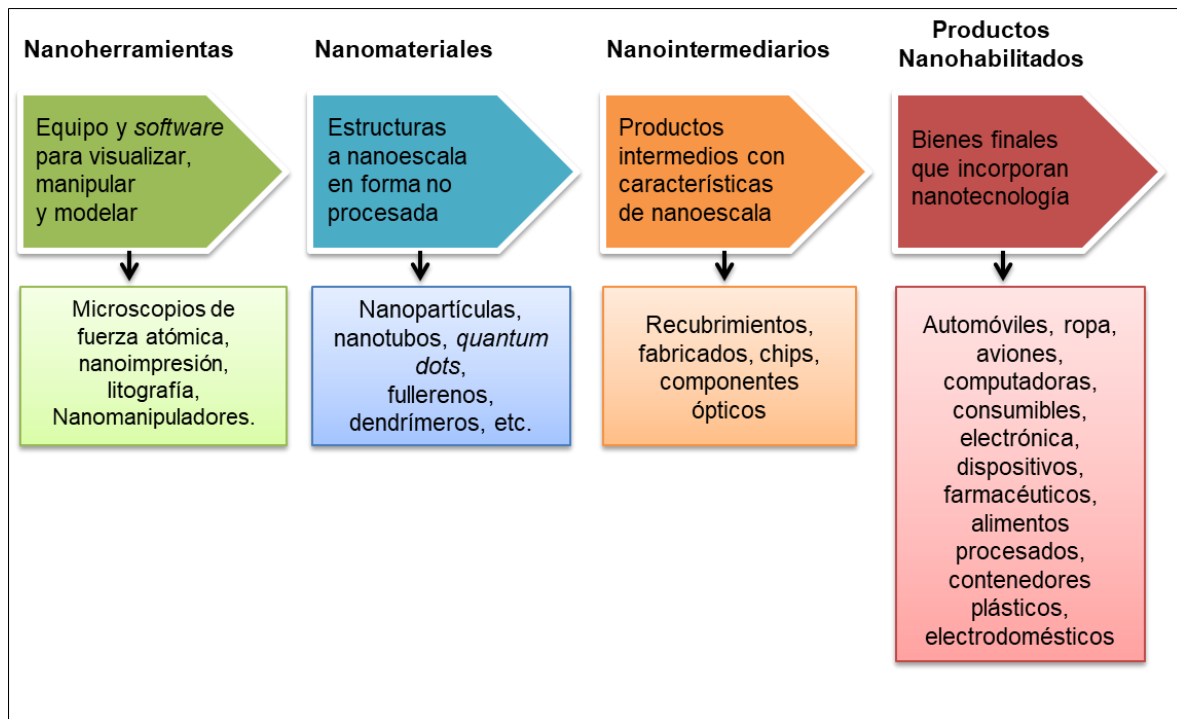 Nanoherramientas
Equipo y software
para visualizar,
manipular
y modelar
Microscopios de
fuerza atómica,
nanoimpresión,
litografía,
Nanomanipuladores.
Nanomateriales
Estructuras
a nanoescala
en forma no
procesada
Nanopartículas,
nanotubos, quantum
dots,
fullerenos,
dendrímeros, etc.
Nanointermediarios
Productos
intermedios con
características
de nanoescala
Recubrimientos,
fabricados, chips,
componentes
ópticos
Productos
Nanohabilitados
Bienes finales
que incorporan
nanotecnología
Automóviles, ropa,
aviones,
computadoras,
consumibles,
electrónica,
dispositivos,
farmacéuticos,
alimentos
procesados,
contenedores
plásticos,
electrodomésticos